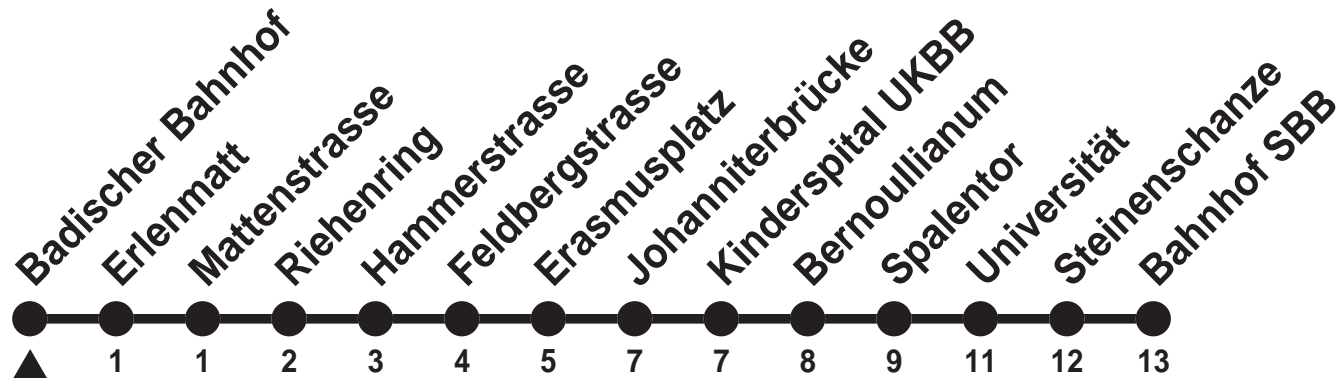 Badischer Bahnhof
Erlenmatt
Mattenstrasse
Riehenring
Hammerstrasse
Feldbergstrasse
Erasmusplatz
Johanniterbrücke
Kinderspital UKBB
Bernoullianum
Spalentor
Universität
Steinenschanze
Bahnhof SBB
1 1 2 3 4 5 7 7 8 9 11 12 13